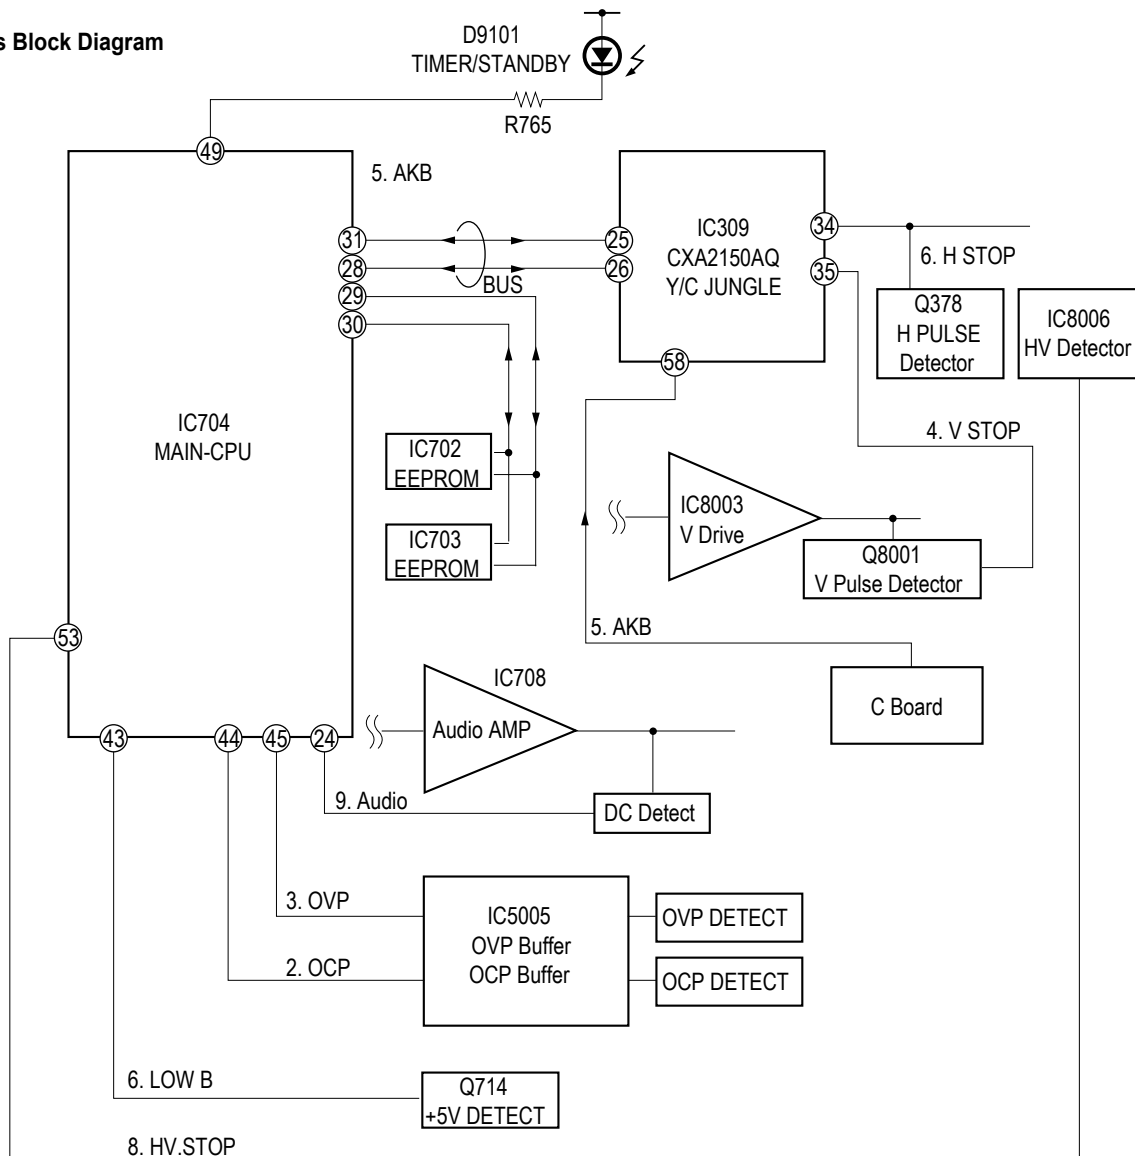 s Block Diagram
D9101
TIMER/STANDBY
R765
49
5. AKB
31
28
29
30
BUS
25
26
IC309
CXA2150AQ
Y/C JUNGLE
34
35
58
6. H STOP
Q378
H PULSE
Detector
IC8006
HV Detector
IC704
MAIN-CPU
IC702
EEPROM
IC703
EEPROM
4. V STOP
IC8003
V Drive
Q8001
V Pulse Detector
5. AKB
C Board
53
43
44
45
24
IC708
Audio AMP
9. Audio
DC Detect
3. OVP
2. OCP
IC5005
OVP Buffer
OCP Buffer
OVP DETECT
OCP DETECT
6. LOW B
Q714
+5V DETECT
8. HV.STOP